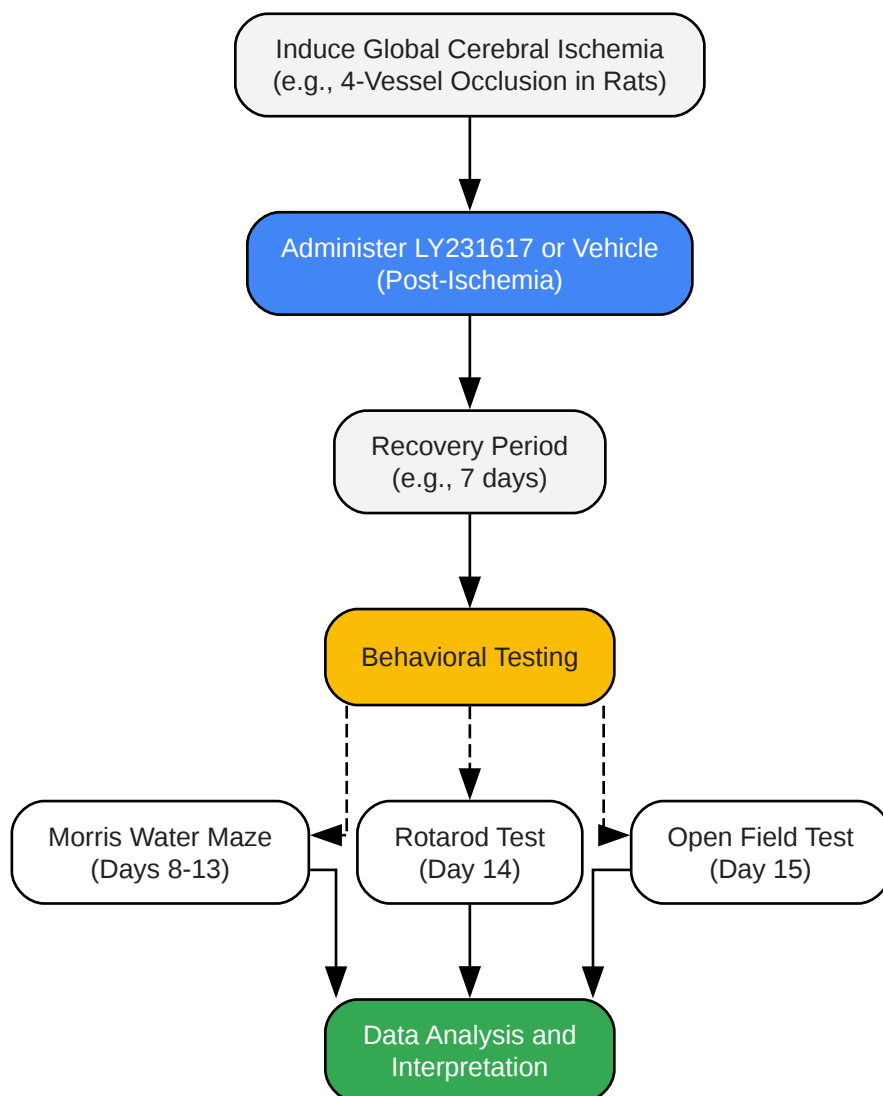 Induce Global Cerebral Ischemia
(e.g., 4-Vessel Occlusion in Rats)
Administer LY231617 or Vehicle
(Post-Ischemia)
Recovery Period
(e.g., 7 days)
Behavioral Testing
Morris Water Maze
(Days 8-13)
Rotarod Test
(Day 14)
Open Field Test
(Day 15)
Data Analysis and
Interpretation